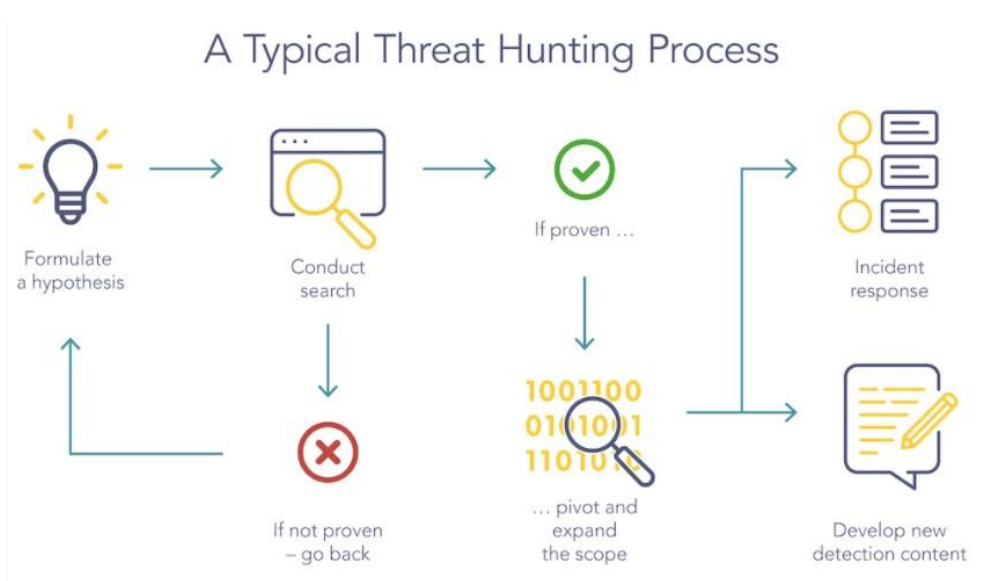 A Typical Threat Hunting Process
Formulate
a hypothesis
Conduct
search
If proven ...
Incident
response
1001100
0101001
If not proven
– go back
... pivot and
expand
the scope
Develop new
detection content